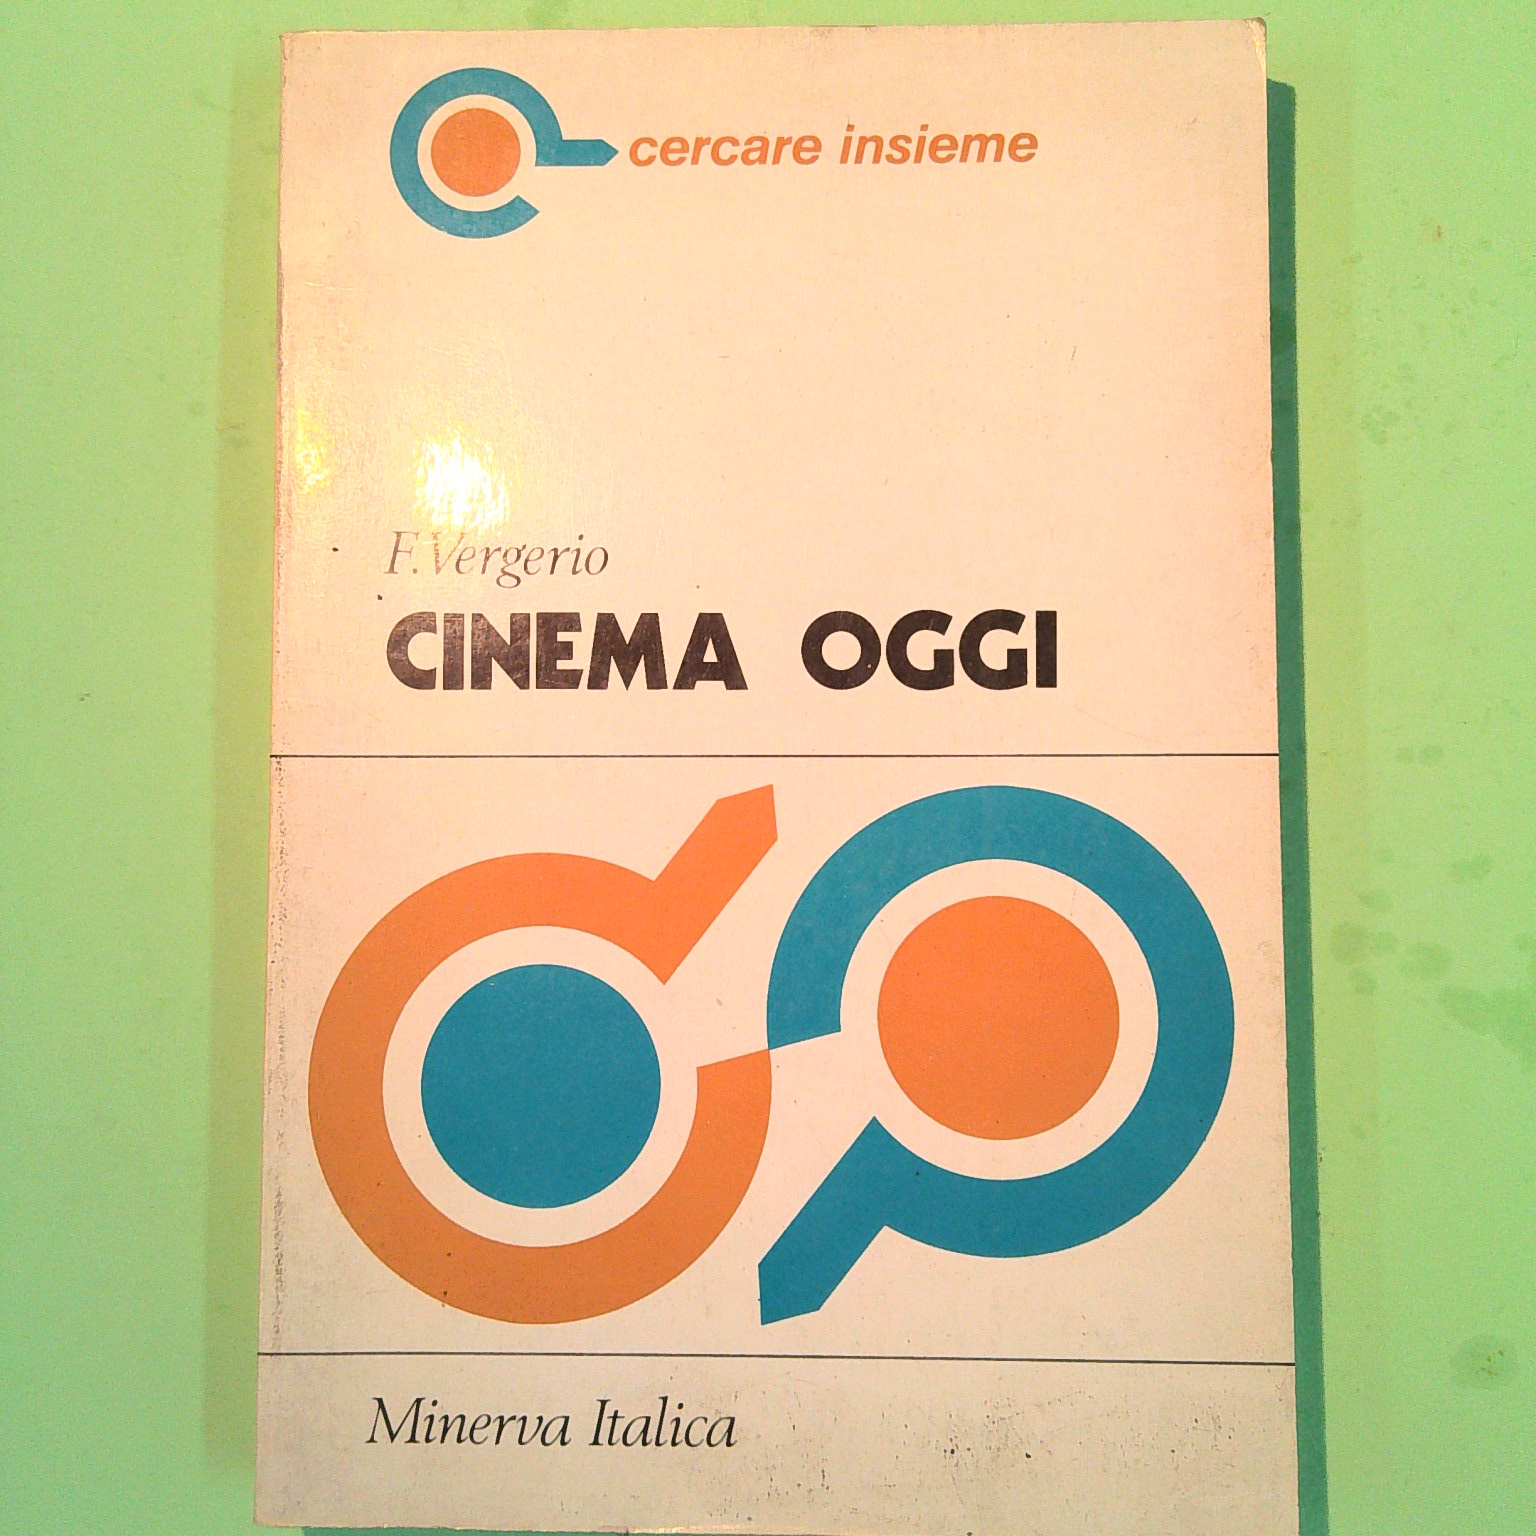 cercare insieme
F. Vergerio
CINEMA OGGI
Minerva Italica